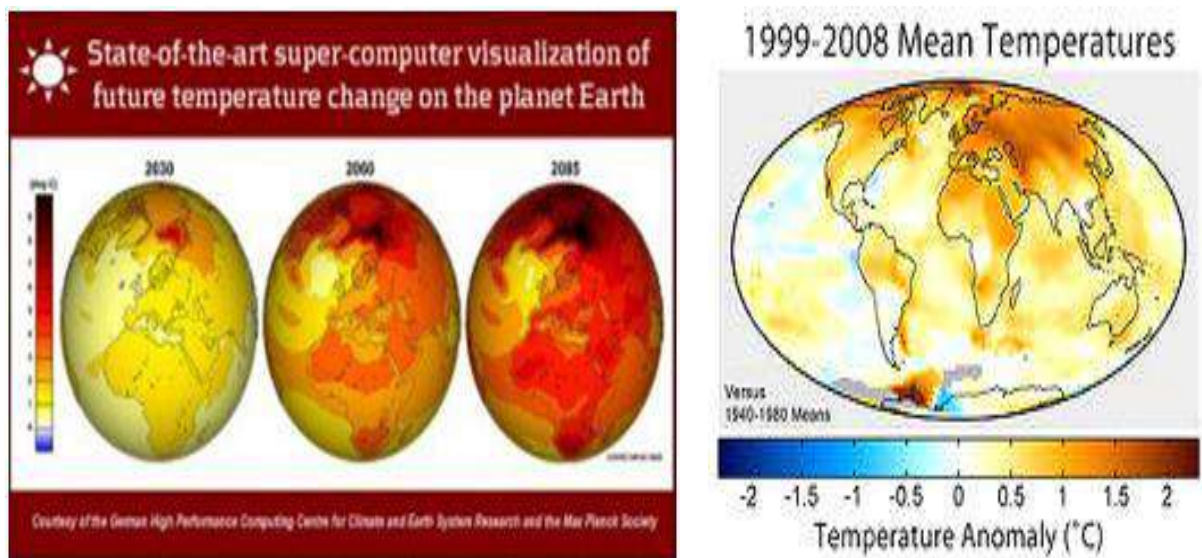 State-of-the-art super-computer visualization of
future temperature change on the planet Earth
2030
2060
2085
Courtesy of the German High Performance Computing Centre for Climate and Earth System Research and the Max Planck Society
1999-2008 Mean Temperatures
Versus
1940-1980 Means
-2 -1.5 -1 -0.5 0 0.5 1 1.5 2
Temperature Anomaly (˚C)